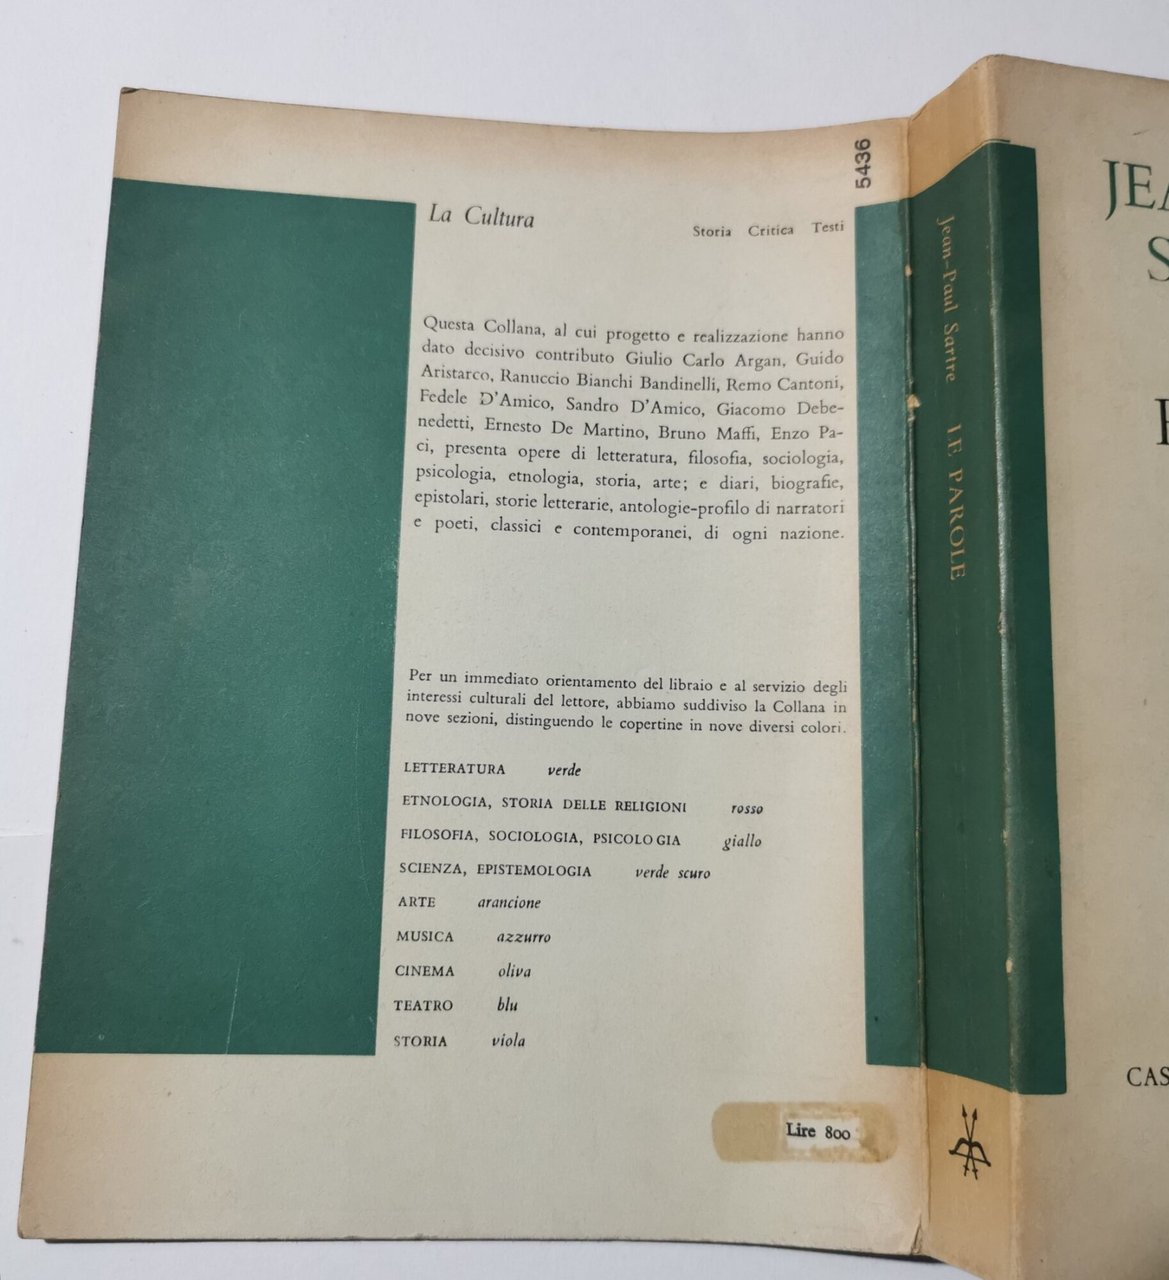 La Cultura
Storia Critica Testi
5436
Questa Collana, al cui progetto e realizzazione hanno
dato decisivo contributo Giulio Carlo Argan, Guido
Aristarco, Ranuccio Bianchi Bandinelli, Remo Cantoni,
Fedele D'Amico, Sandro D'Amico, Giacomo Debe-
nedetti, Ernesto De Martino, Bruno Maffi, Enzo Pa-
ci, presenta opere di letteratura, filosofia, sociologia,
psicologia, etnologia, storia, arte; e diari, biografie,
epistolari, storie letterarie, antologie-profilo di narratori
e poeti, classici e contemporanei, di ogni nazione.
Per un immediato orientamento del libraio e al servizio degli
interessi culturali del lettore, abbiamo suddiviso la Collana in
nove sezioni, distinguendo le copertine in nove diversi colori.
LETTERATURA verde
ETNOLOGIA, STORIA DELLE RELIGIONI rosso
FILOSOFIA, SOCIOLOGIA, PSICOLOGIA giallo
SCIENZA, EPISTEMOLOGIA verde scuro
ARTE arancione
MUSICA azzurro
CINEMA oliva
TEATRO blu
STORIA viola
Lire 800
Jean-Paul Sartre LE PAROLE
JEA
S
CAS